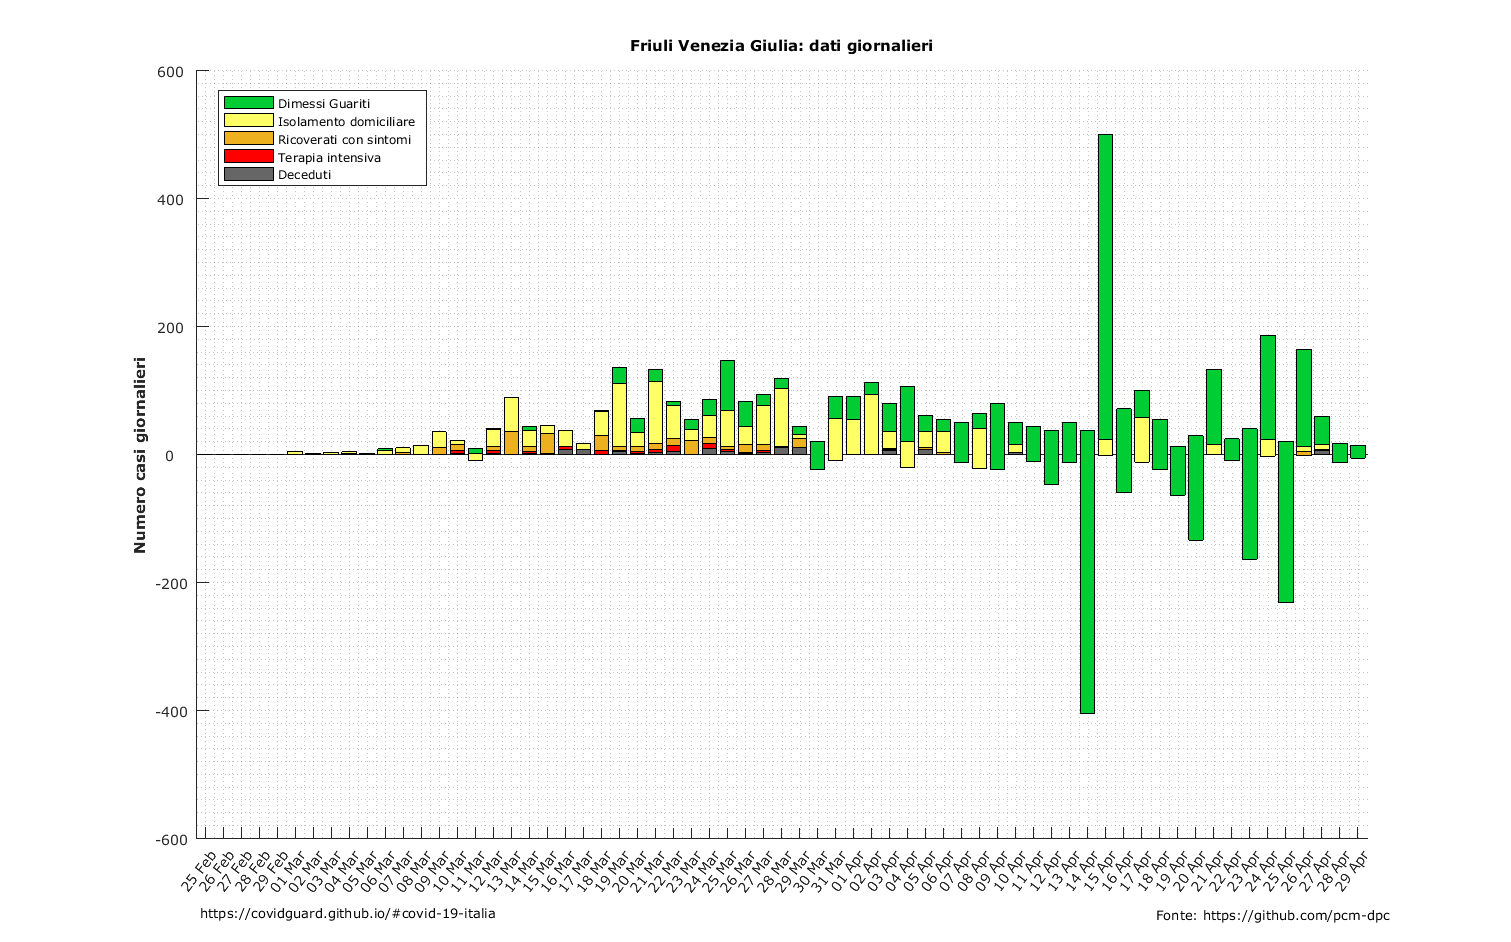 Friuli Venezia Giulia: dati giornalieri
600
400
200
0
-200
-400
-600
Numero casi giornalieri
Dimessi Guariti
Isolamento domiciliare
Ricoverati con sintomi
Terapia intensiva
Deceduti
25 Feb
26 Feb
27 Feb
28 Feb
29 Feb
01 Mar
02 Mar
03 Mar
04 Mar
05 Mar
06 Mar
07 Mar
08 Mar
09 Mar
10 Mar
11 Mar
12 Mar
13 Mar
14 Mar
15 Mar
16 Mar
17 Mar
18 Mar
19 Mar
20 Mar
21 Mar
22 Mar
23 Mar
24 Mar
25 Mar
26 Mar
27 Mar
28 Mar
29 Mar
30 Mar
31 Mar
01 Apr
02 Apr
03 Apr
04 Apr
05 Apr
06 Apr
07 Apr
08 Apr
09 Apr
10 Apr
11 Apr
12 Apr
13 Apr
14 Apr
15 Apr
16 Apr
17 Apr
18 Apr
19 Apr
20 Apr
21 Apr
22 Apr
23 Apr
24 Apr
25 Apr
26 Apr
27 Apr
28 Apr
29 Apr
https://covidguard.github.io/#covid-19-italia
Fonte: https://github.com/pcm-dpc